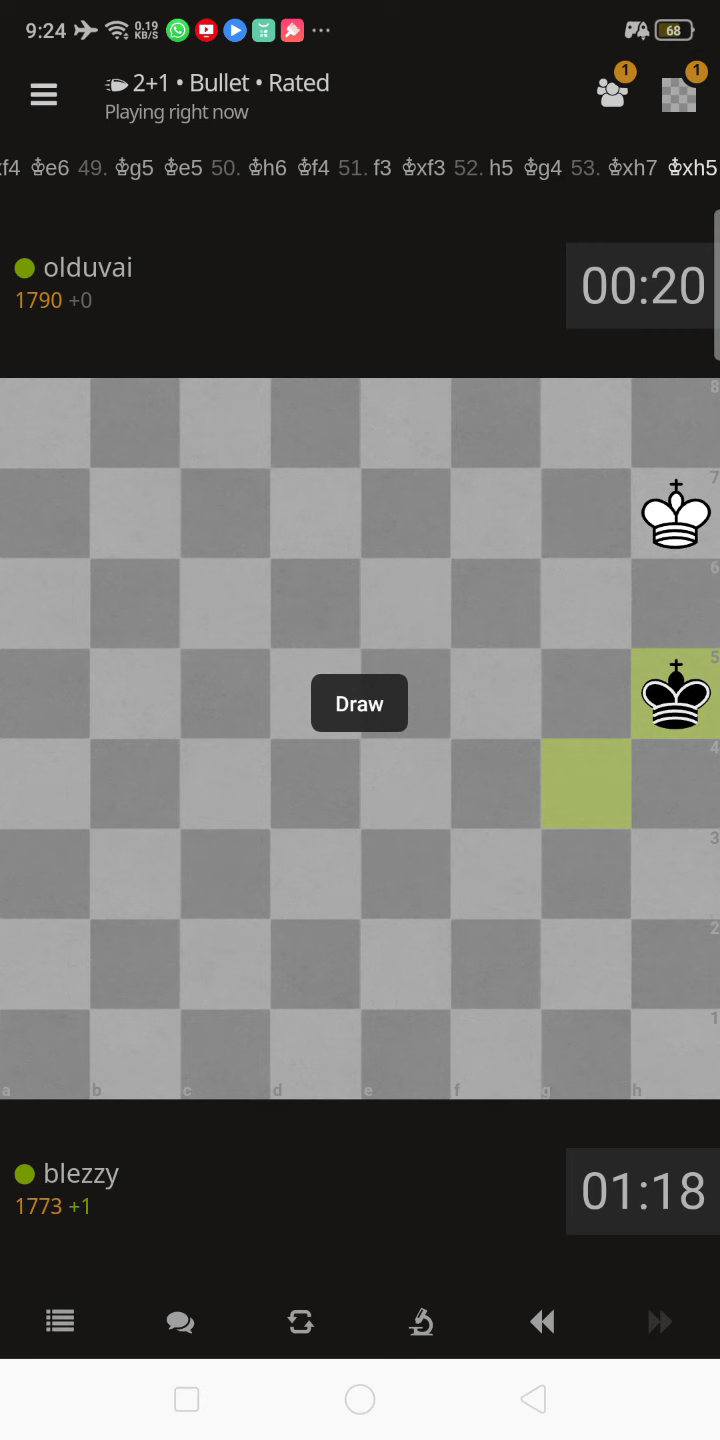 9:24 0.19 KB/S ... 68
2+1 • Bullet • Rated 1 1
Playing right now
xf4 ♔e6 49. ♔g5 ♔e5 50. ♔h6 ♔f4 51. f3 ♔xf3 52. h5 ♔g4 53. ♔xh7 ♔xh5
olduvai
1790 +0
00:20
8
7
6
5
Draw
4
3
2
1
a b c d e f g h
blezzy
1773 +1
01:18